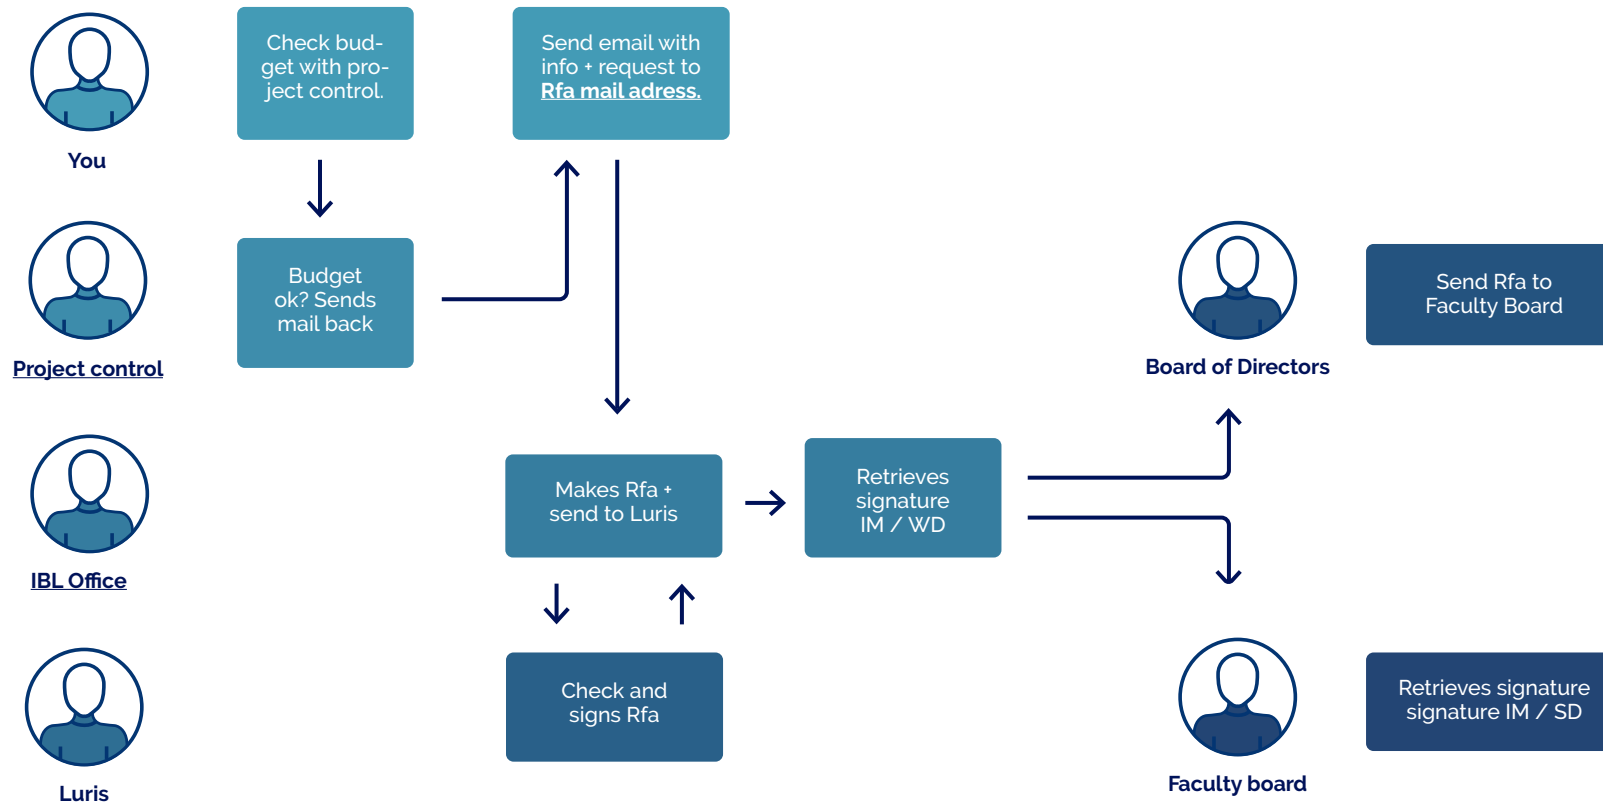 Check bud-
get with pro-
ject control.
Send email with
info + request to
Rfa mail adress.
You
Budget
ok? Sends
mail back
Project control
Send Rfa to
Faculty Board
Board of Directors
Makes Rfa +
send to Luris
Retrieves
signature
IM / WD
IBL Office
Check and
signs Rfa
Retrieves signature
signature IM / SD
Luris
Faculty board